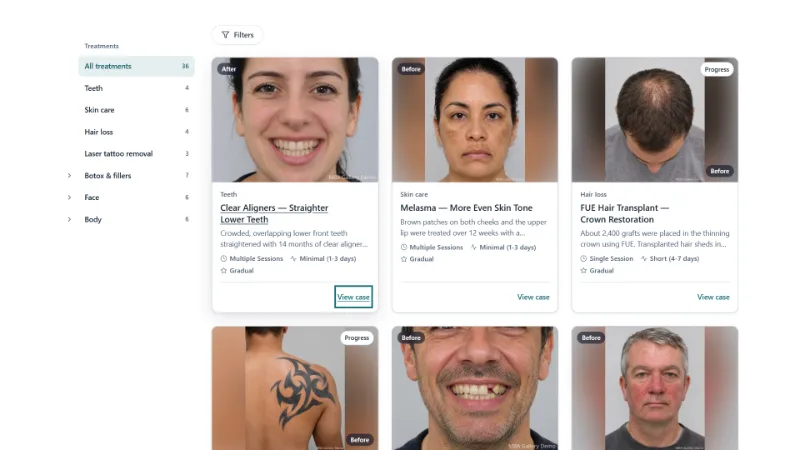 Filters
Treatments
All treatments 36
Teeth 4
Skin care 6
Hair loss 4
Laser tattoo removal 3
Botox & fillers 7
Face 6
Body 6
After
Teeth
Clear Aligners — Straighter
Lower Teeth
Crowded, overlapping lower front teeth
straightened with 14 months of clear aligner...
Multiple Sessions Minimal (1-3 days)
Gradual
View case
Before
Skin care
Melasma — More Even Skin Tone
Brown patches on both cheeks and the upper
lip were treated over 12 weeks with a...
Multiple Sessions Minimal (1-3 days)
Gradual
View case
Progress
Before
Hair loss
FUE Hair Transplant —
Crown Restoration
About 2,400 grafts were placed in the thinning
crown using FUE. Transplanted hair sheds in...
Single Session Short (4-7 days)
Gradual
View case
Progress
Before
Before
Before